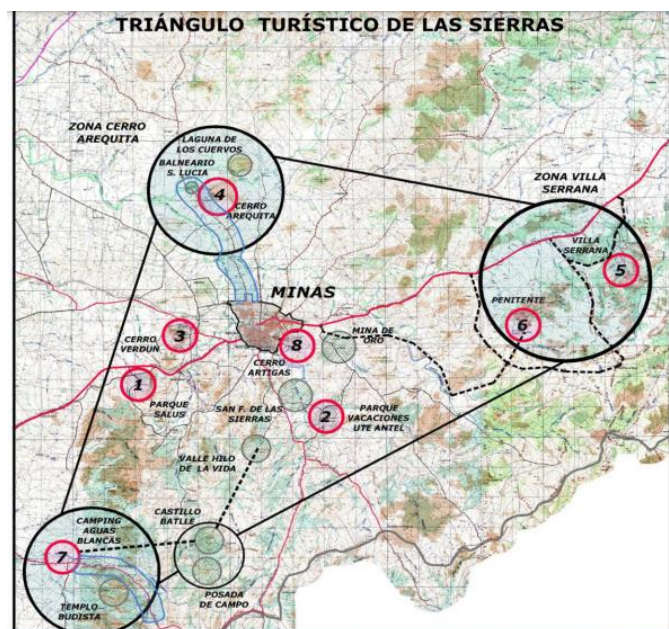 TRIÁNGULO TURÍSTICO DE LAS SIERRAS
ZONA CERRO
AREQUITA
LAGUNA DE
LOS CUERVOS
BALNEARIO
S. LUCIA
4
CERRO
AREQUITA
ZONA VILLA
SERRANA
VILLA
SERRANA
5
PENITENTE
6
MINAS
3
CERRO
VERDUN
8
CERRO
ARTIGAS
MINA DE
ORO
1
PARQUE
SALUS
SAN F. DE LAS
SIERRAS
2
PARQUE
VACACIONES
UTE ANTEL
VALLE HILO
DE LA VIDA
CASTILLO
BATLLE
CAMPING
AGUAS
BLANCAS
7
TEMPLO
BUDISTA
POSADA
DE CAMPO